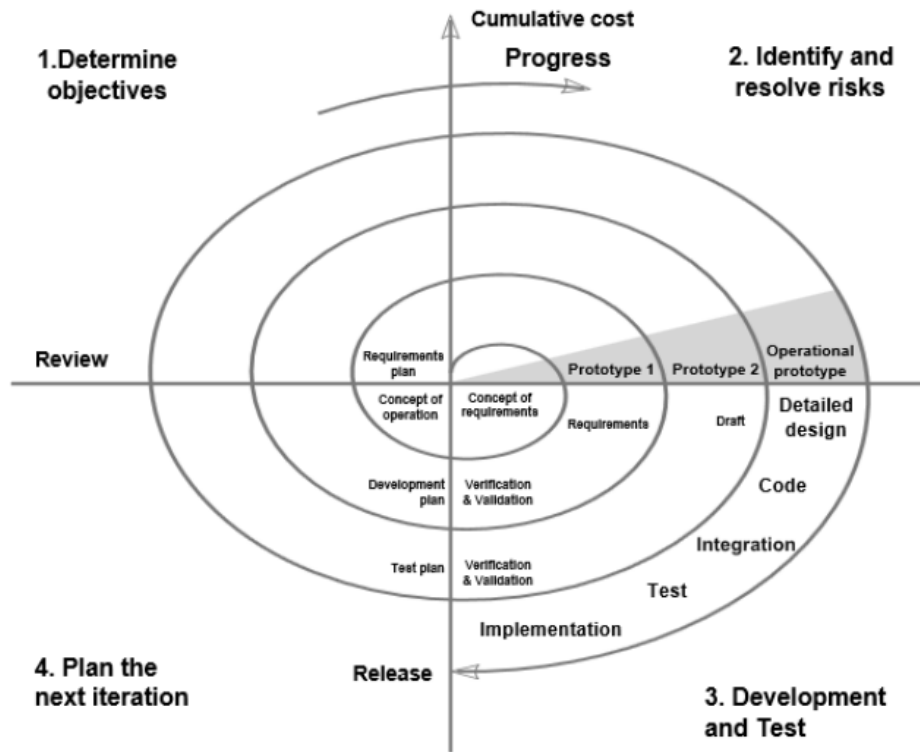 Cumulative cost
1.Determine
objectives
Progress
2. Identify and
resolve risks
Review
Requirements
plan
Prototype 1
Prototype 2
Operational
prototype
Concept of
operation
Concept of
requirements
Requirements
Draft
Detailed
design
Development
plan
Verification
& Validation
Code
Integration
Test plan
Verification
& Validation
Test
Implementation
4. Plan the
next iteration
Release
3. Development
and Test